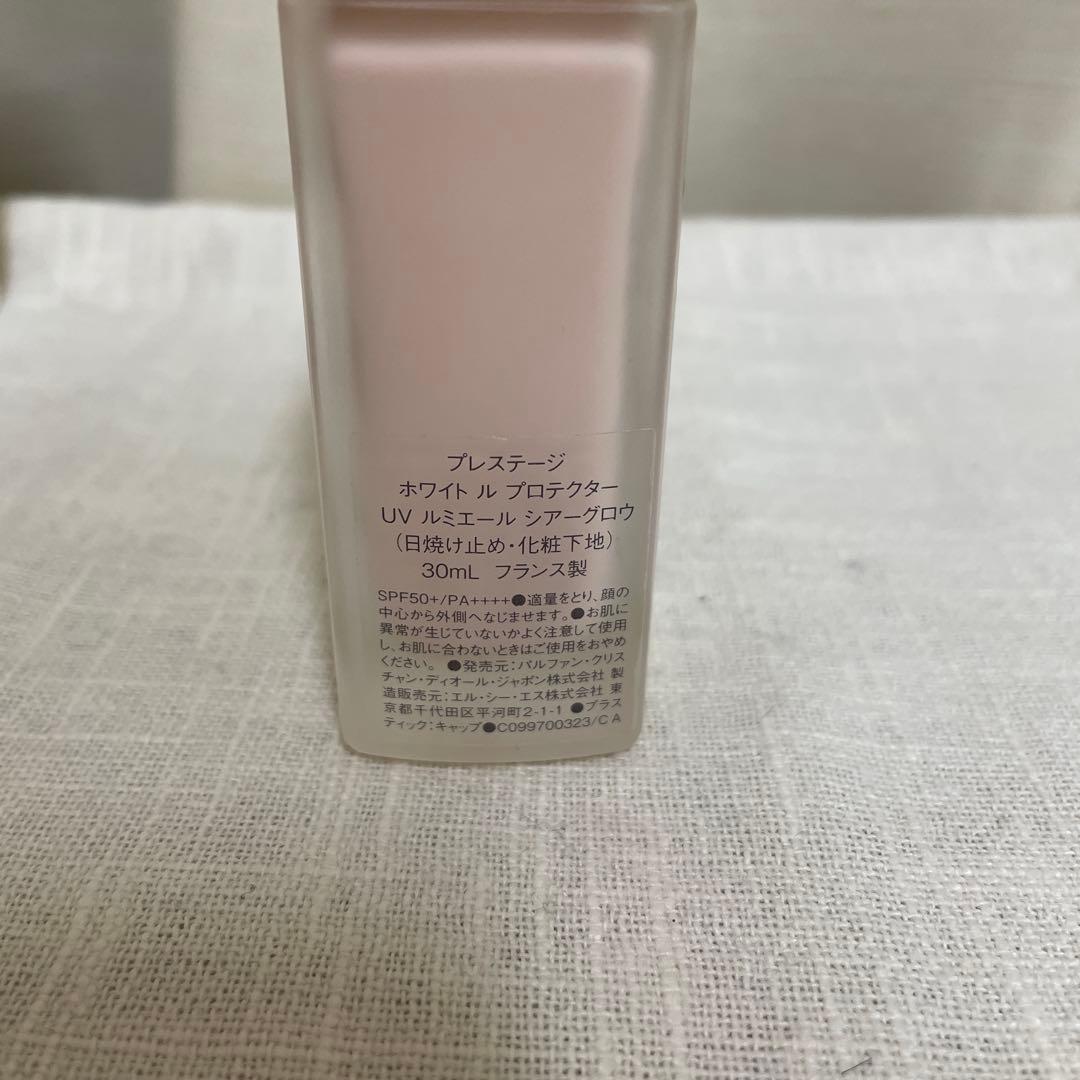 プレステージ
ホワイト ル プロテクター
UV ルミエール シアーグロウ
(日焼け止め・化粧下地)
30mL フランス製
SPF50+/PA++++●適量をとり、顔の
中心から外側へなじませます。●お肌に
異常が生じていないかよく注意して使用
し、お肌に合わないときはご使用をおやめ
ください。 ●発売元:パルファン・クリス
チャン・ディオール・ジャポン株式会社 製
造販売元:エル・シー・エス株式会社 東
京都千代田区平河町2-1-1 ●プラス
ティック:キャップ●C099700323/CA